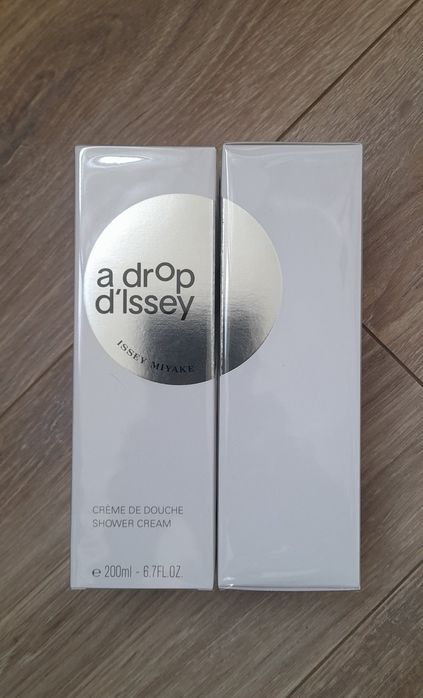 a drop
d'Issey
ISSEY MIYAKE
CRÈME DE DOUCHE
SHOWER CREAM
e 200ml - 6.7FL.OZ.